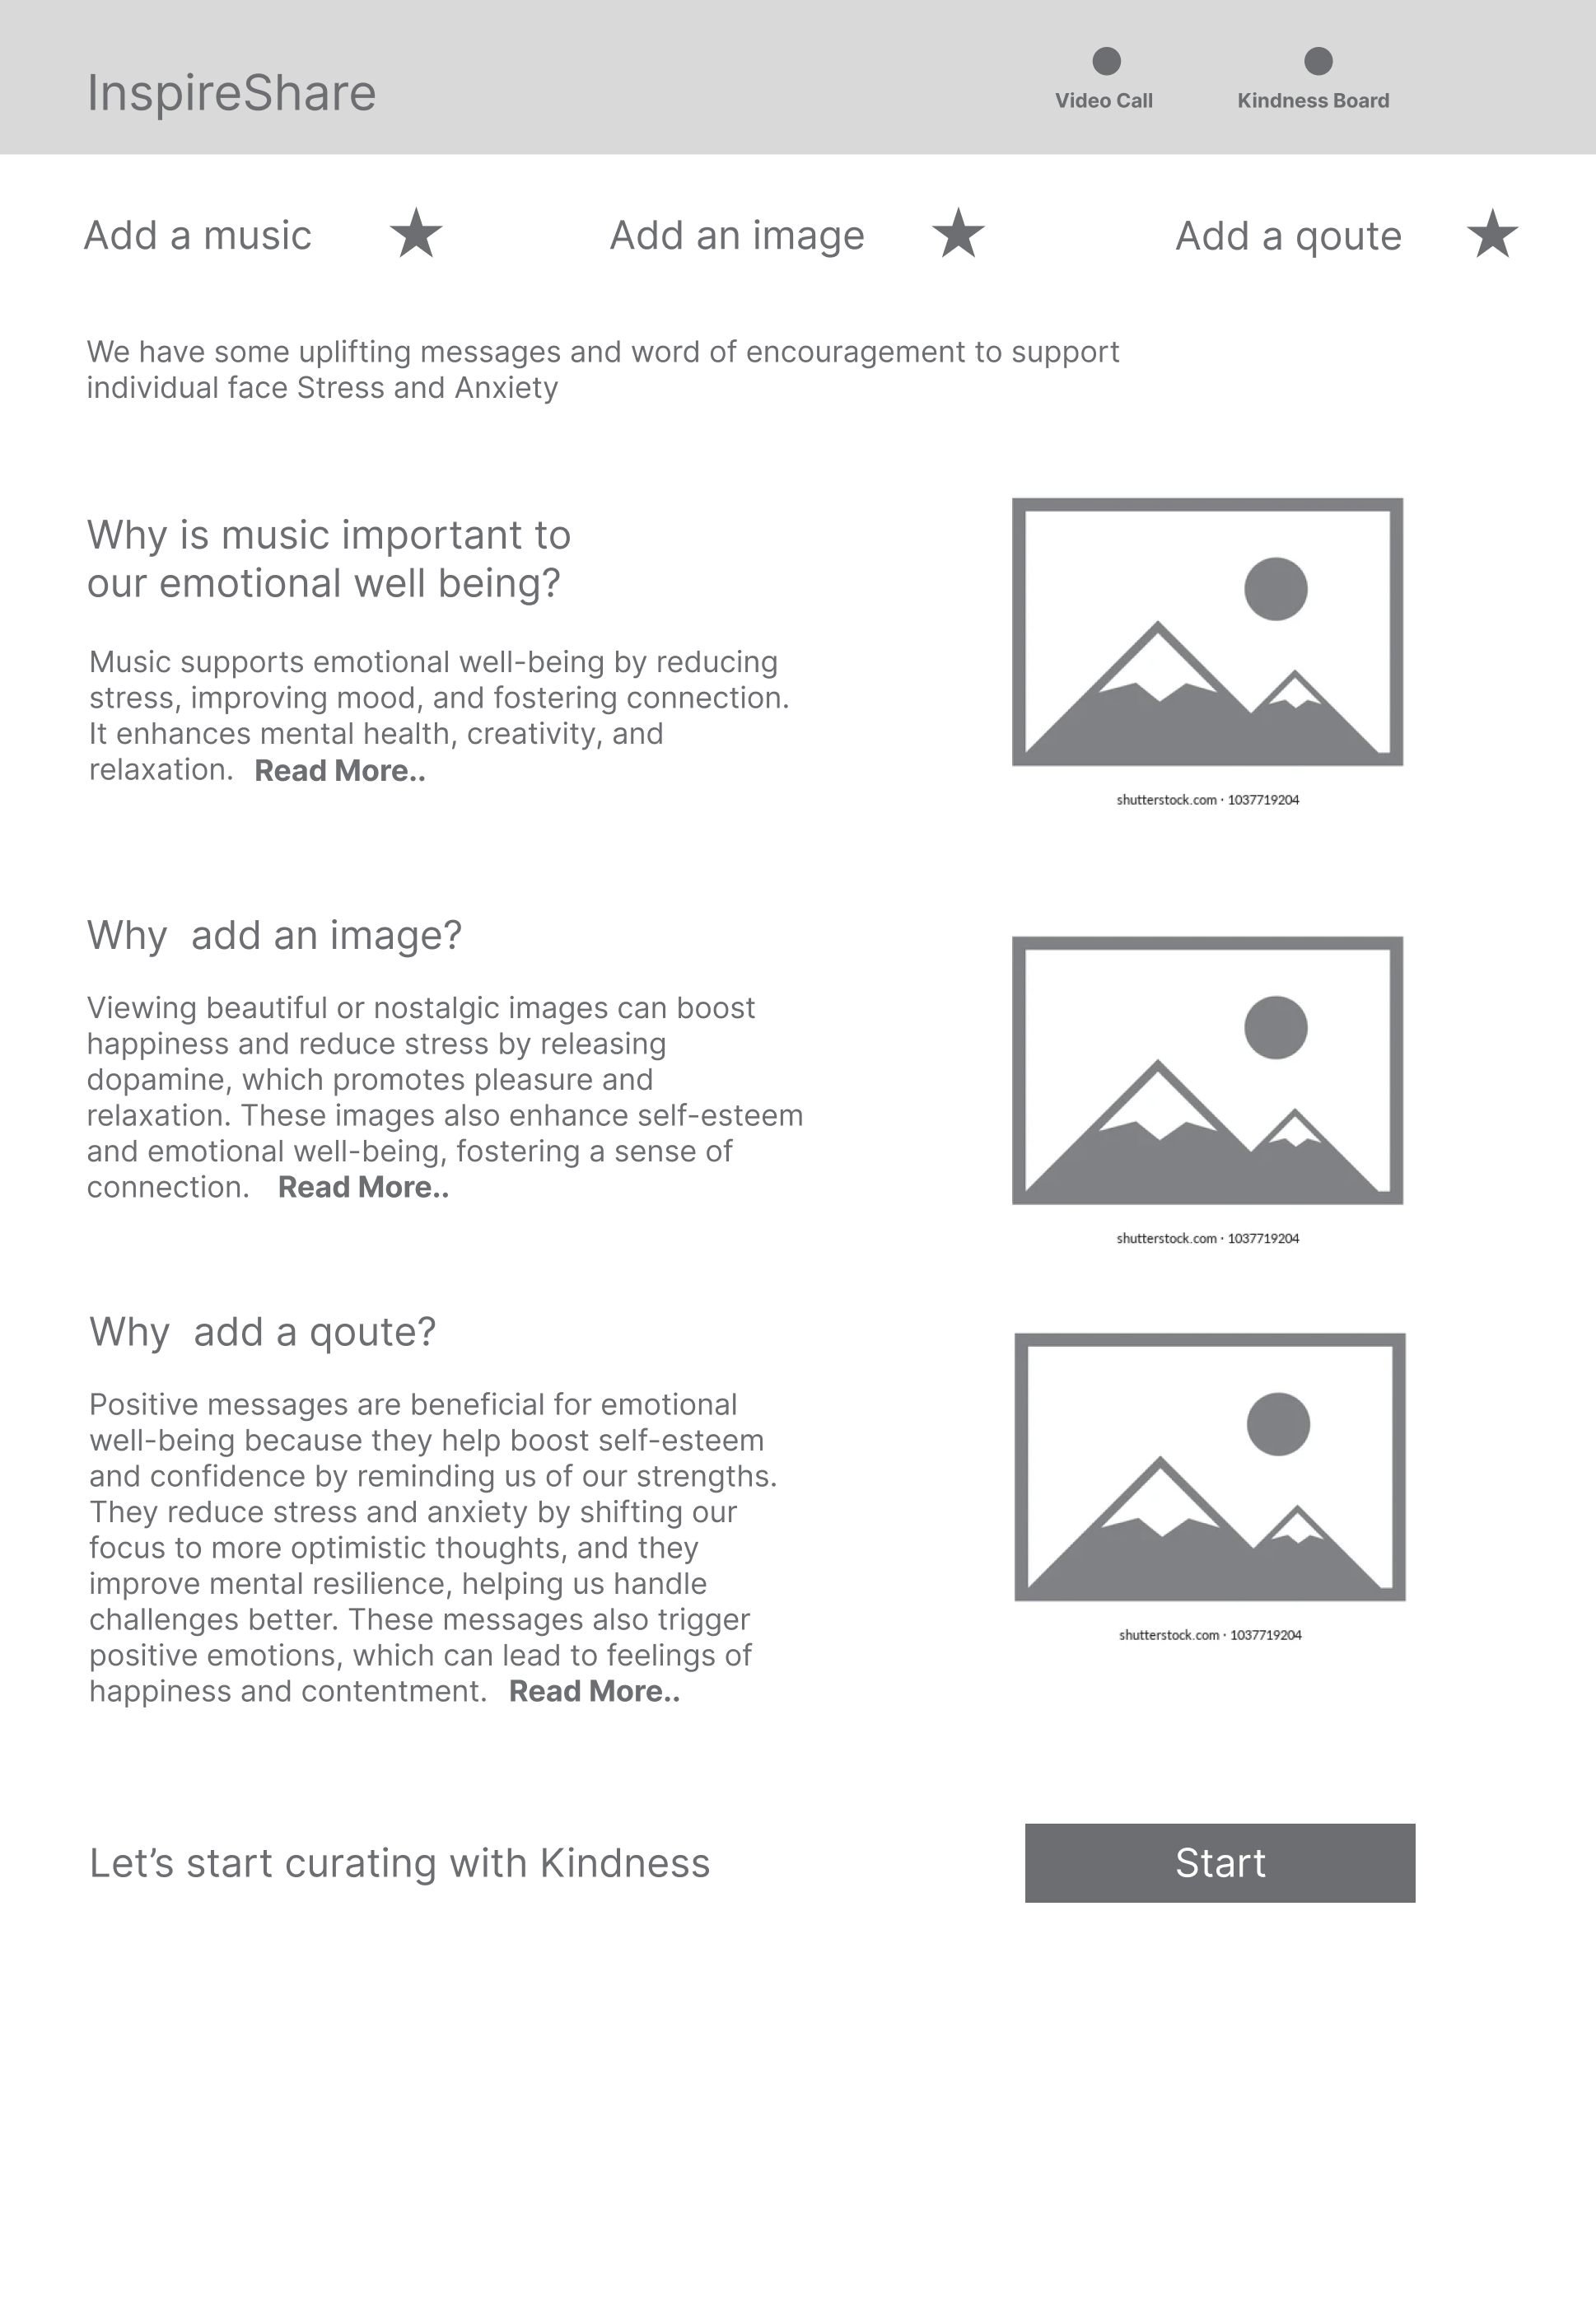 InspireShare
Video Call
Kindness Board
Add a music
Add an image
Add a qoute
We have some uplifting messages and word of encouragement to support
individual face Stress and Anxiety
Why is music important to
our emotional well being?
Music supports emotional well-being by reducing
stress, improving mood, and fostering connection.
It enhances mental health, creativity, and
relaxation. Read More..
shutterstock.com · 1037719204
Why add an image?
Viewing beautiful or nostalgic images can boost
happiness and reduce stress by releasing
dopamine, which promotes pleasure and
relaxation. These images also enhance self-esteem
and emotional well-being, fostering a sense of
connection. Read More..
shutterstock.com · 1037719204
Why add a qoute?
Positive messages are beneficial for emotional
well-being because they help boost self-esteem
and confidence by reminding us of our strengths.
They reduce stress and anxiety by shifting our
focus to more optimistic thoughts, and they
improve mental resilience, helping us handle
challenges better. These messages also trigger
positive emotions, which can lead to feelings of
happiness and contentment. Read More..
shutterstock.com · 1037719204
Let’s start curating with Kindness
Start